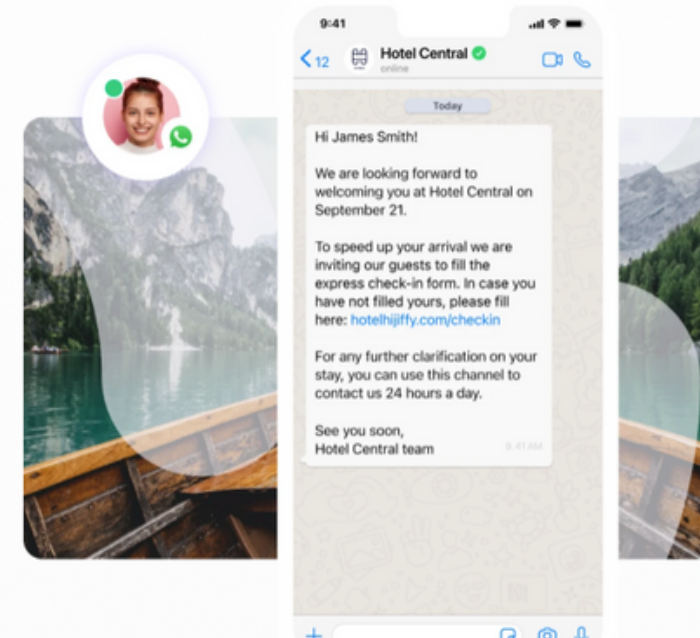 9:41
12
Hotel Central
online
Today
Hi James Smith!
We are looking forward to
welcoming you at Hotel Central on
September 21.
To speed up your arrival we are
inviting our guests to fill the
express check-in form. In case you
have not filled yours, please fill
here: hotelhijiffy.com/checkin
For any further clarification on your
stay, you can use this channel to
contact us 24 hours a day.
See you soon,
Hotel Central team
9.41 AM